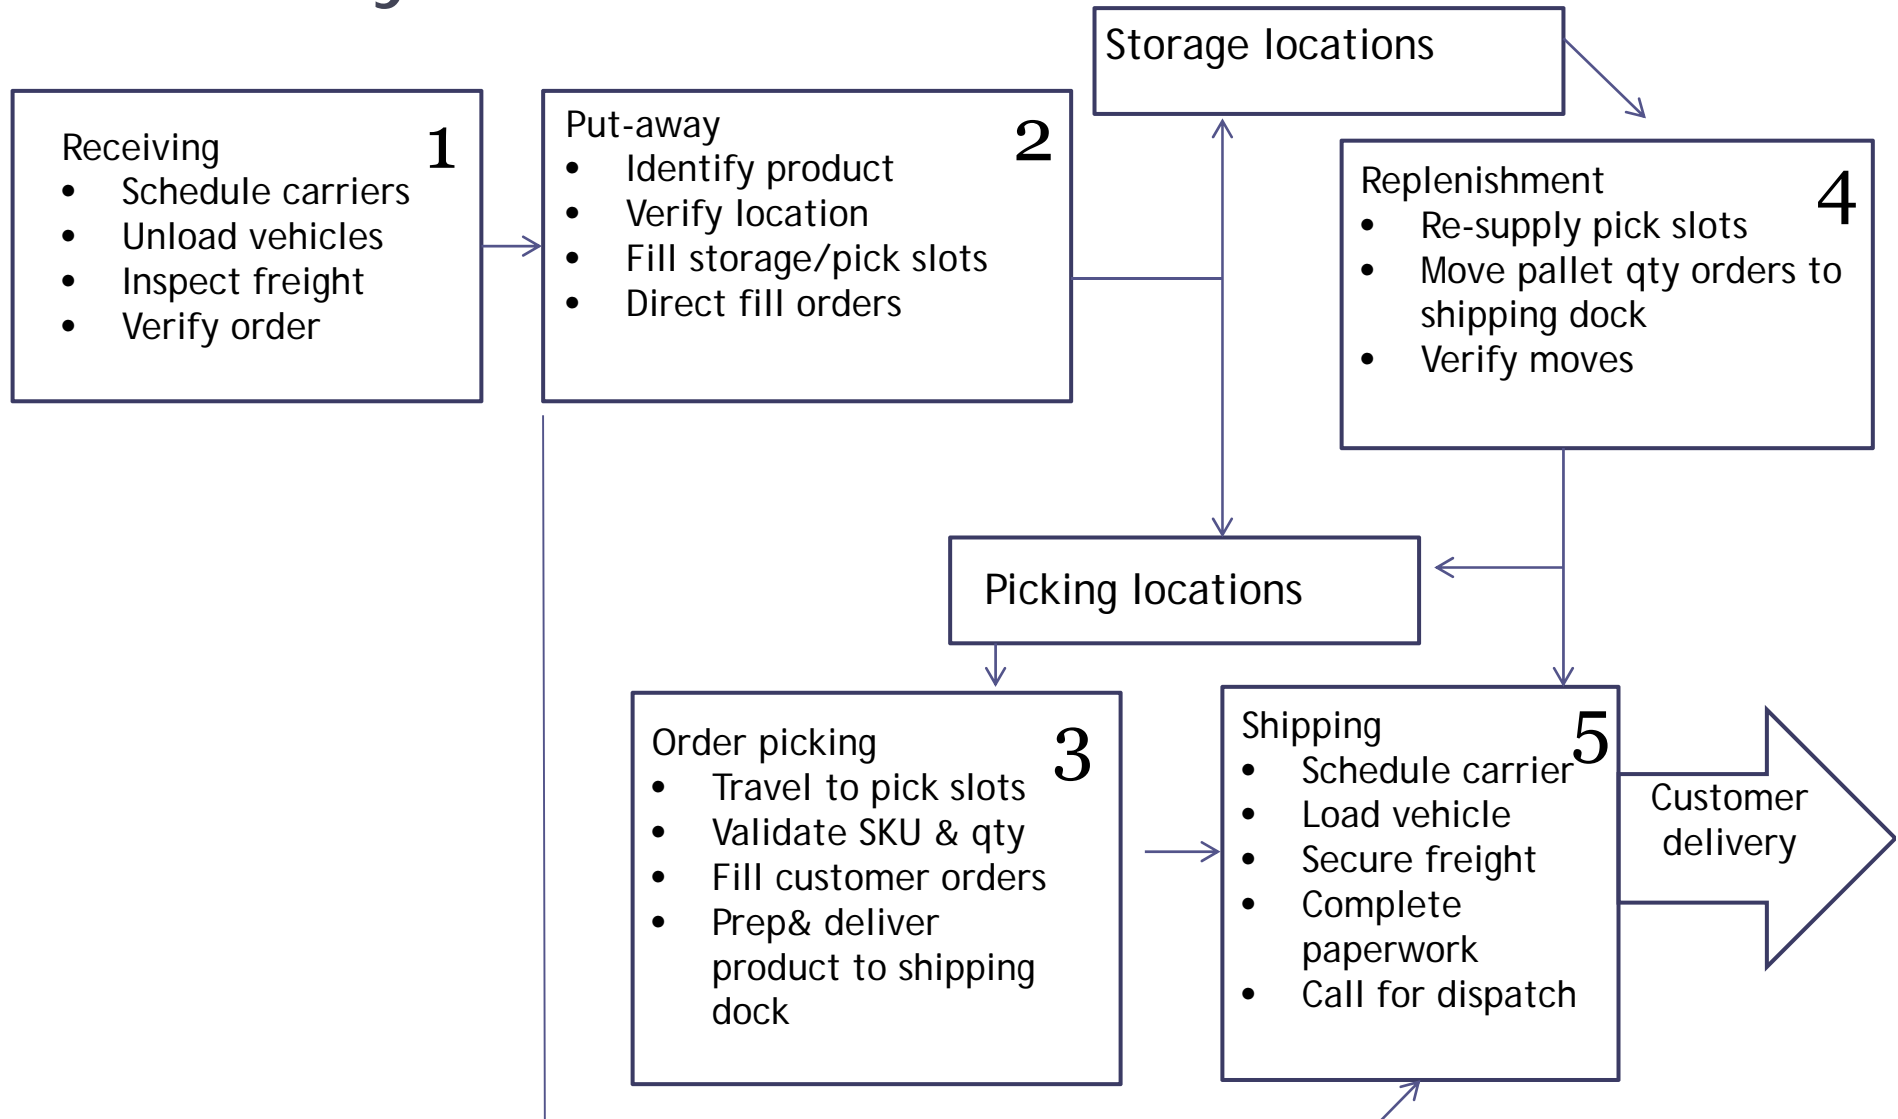 Storage locations
Receiving
1
• Schedule carriers
• Unload vehicles
• Inspect freight
• Verify order
Put-away
2
• Identify product
• Verify location
• Fill storage/pick slots
• Direct fill orders
Replenishment
4
• Re-supply pick slots
• Move pallet qty orders to
shipping dock
• Verify moves
Picking locations
Order picking
3
• Travel to pick slots
• Validate SKU & qty
• Fill customer orders
• Prep& deliver
product to shipping
dock
Shipping
5
• Schedule carrier
• Load vehicle
• Secure freight
• Complete
paperwork
• Call for dispatch
Customer
delivery